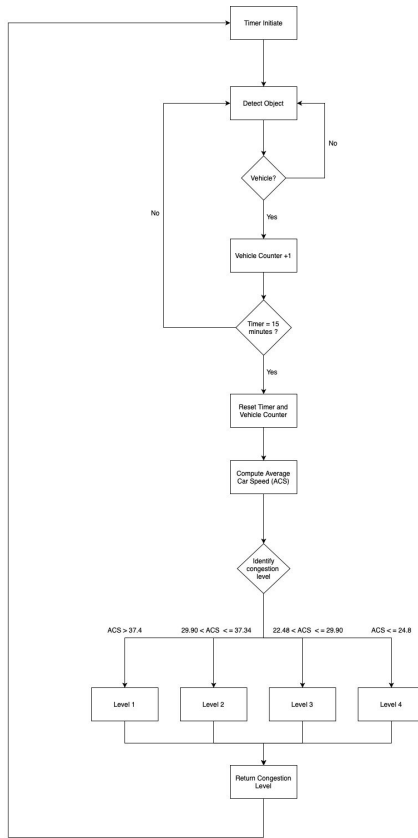 Timer Initiate
Detect Object
No
Vehicle?
No
Yes
Vehicle Counter +1
Timer = 15
minutes ?
Yes
Reset Timer and
Vehicle Counter
Compute Average
Car Speed (ACS)
Identify
congestion
level
ACS > 37.4
29.90 < ACS <= 37.34
22.48 < ACS <= 29.90
ACS <= 24.8
Level 1
Level 2
Level 3
Level 4
Return Congestion
Level